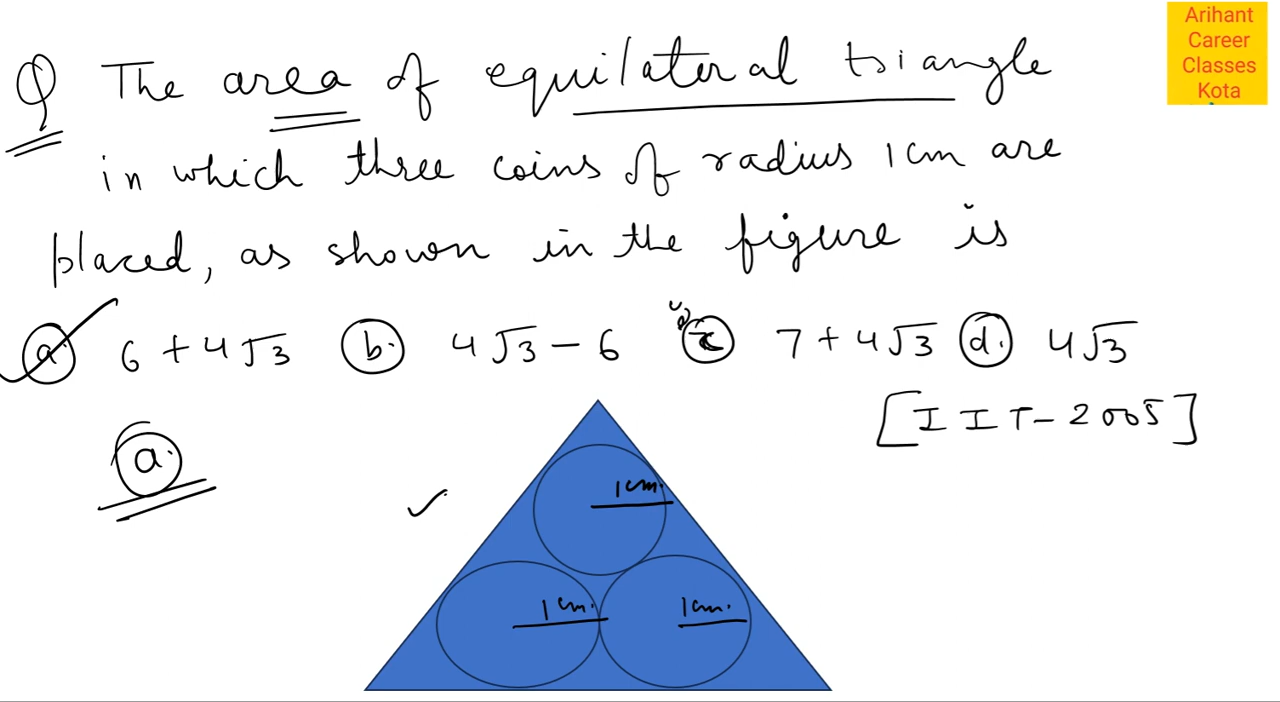 Arihant
Career
Classes
Kota
Q The area of equilateral triangle
in which three coins of radius 1 cm are
placed, as shown in the figure is
a. 6 + 4√3 b. 4√3 - 6 c 7 + 4√3 d. 4√3
[IIT-2005]
a.
1cm.
1cm. 1cm.